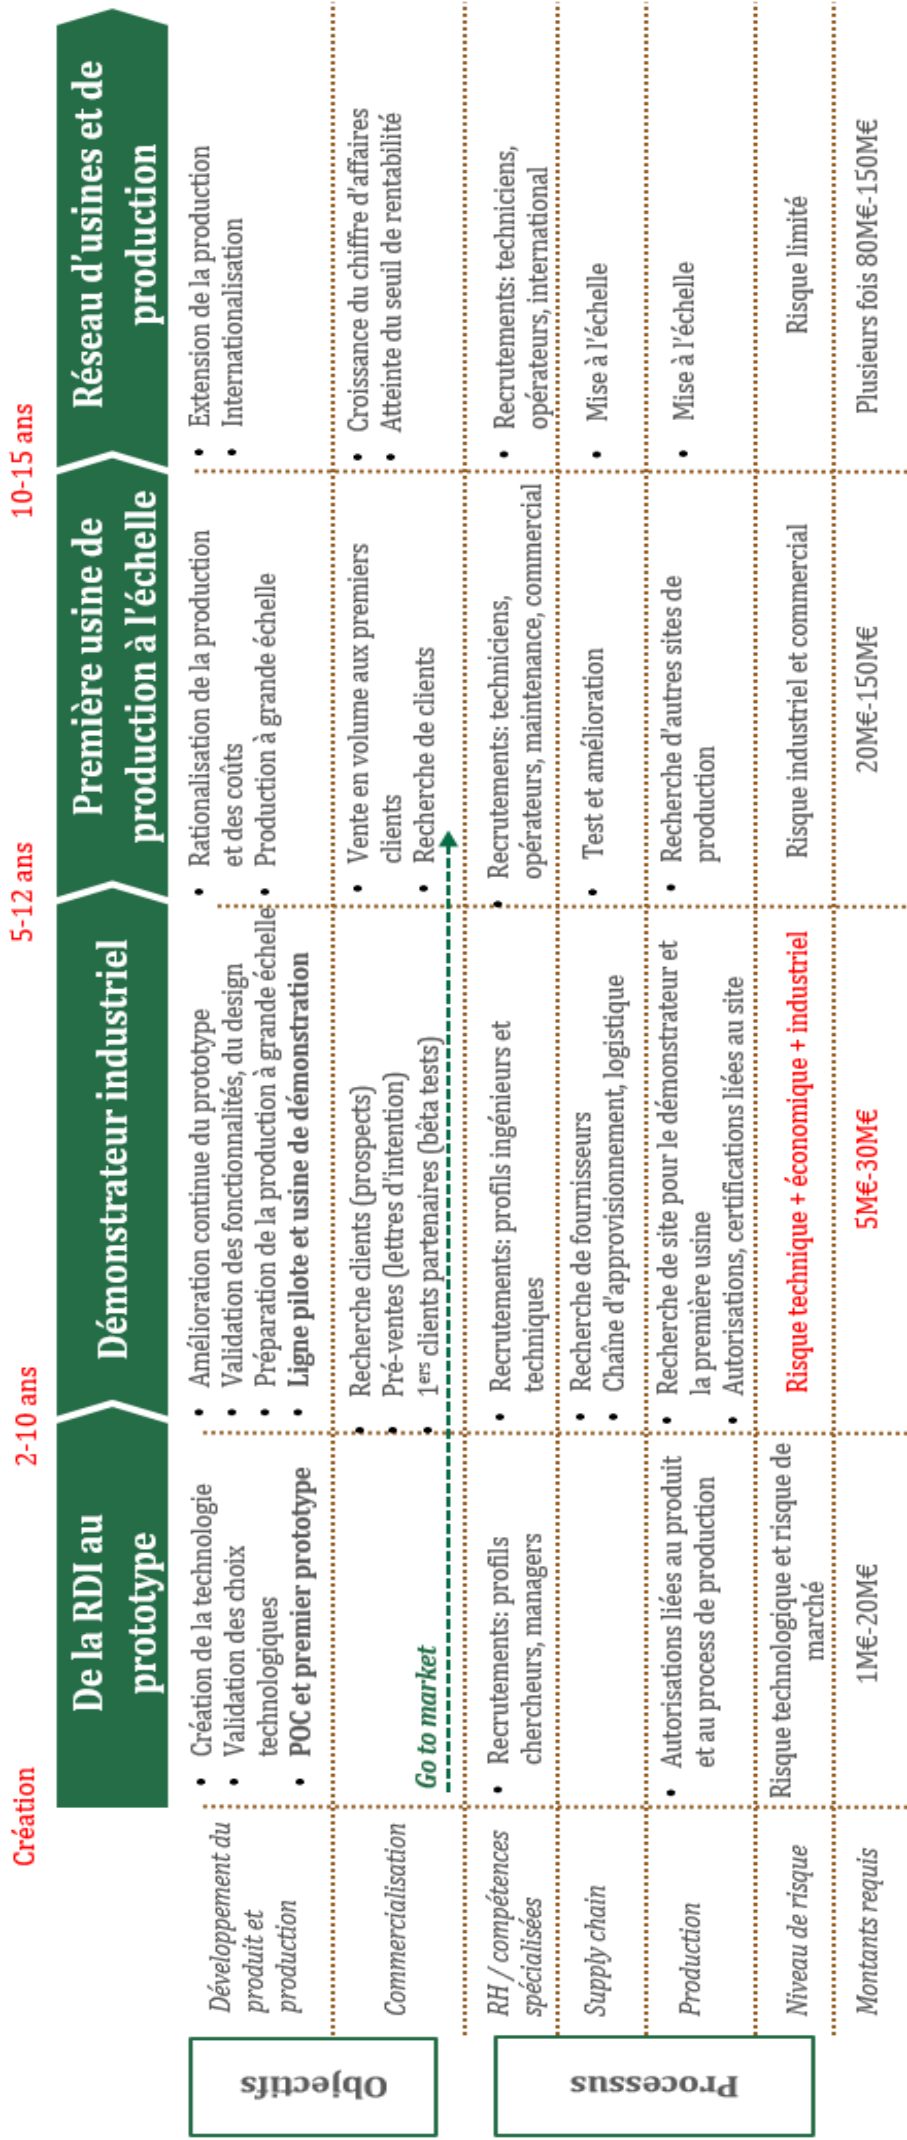 Création
2-10 ans
5-12 ans
10-15 ans
De la RDI au
prototype
Démonstrateur industriel
Première usine de
production à l'échelle
Réseau d'usines et de
production
Objectifs
Développement du
produit et
production
• Création de la technologie
• Validation des choix
technologiques
• POC et premier prototype
• Amélioration continue du prototype
• Validation des fonctionalités, du design
• Préparation de la production à grande échelle
• Ligne pilote et usine de démonstration
• Rationalisation de la production
et des coûts
• Production à grande échelle
• Extension de la production
• Internationalisation
Commercialisation
Go to market
• Recherche clients (prospects)
• Pré-ventes (lettres d'intention)
• 1ers clients partenaires (bêta tests)
• Vente en volume aux premiers
clients
• Recherche de clients
• Croissance du chiffre d'affaires
• Atteinte du seuil de rentabilité
Processus
RH / compétences
spécialisées
• Recrutements: profils
chercheurs, managers
• Recrutements: profils ingénieurs et
techniques
• Recrutements: techniciens,
opérateurs, maintenance, commercial
• Recrutements: techniciens,
opérateurs, international
Supply chain
• Recherche de fournisseurs
• Chaîne d'approvisionnement, logistique
• Test et amélioration
• Mise à l'échelle
Production
• Autorisations liées au produit
et au process de production
• Recherche de site pour le démonstrateur et
la première usine
• Autorisations, certifications liées au site
• Recherche d'autres sites de
production
• Mise à l'échelle
Niveau de risque
Risque technologique et risque de
marché
Risque technique + économique + industriel
Risque industriel et commercial
Risque limité
Montants requis
1M€-20M€
5M€-30M€
20M€-150M€
Plusieurs fois 80M€-150M€